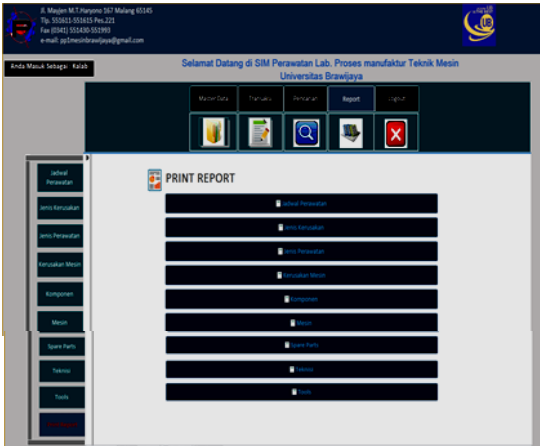 Jl. Mayjen M.T.Haryono 167 Malang 65145
Tlp. 551611-551615 Pes.221
Fax (0341) 551430-551993
e-mail: pp1mesinbrawijaya@gmail.com
UB
Anda Masuk Sebagai Kalab
Selamat Datang di SIM Perawatan Lab. Proses manufaktur Teknik Mesin
Universitas Brawijaya
Master Data Transaksi Pencarian Report Logout
PRINT REPORT
Jadwal
Perawatan
Jenis Kerusakan
Jenis Perawatan
Kerusakan Mesin
Komponen
Mesin
Spare Parts
Teknisi
Tools
Jadwal Perawatan
Jenis Kerusakan
Jenis Perawatan
Kerusakan Mesin
Komponen
Mesin
Spare Parts
Teknisi
Tools